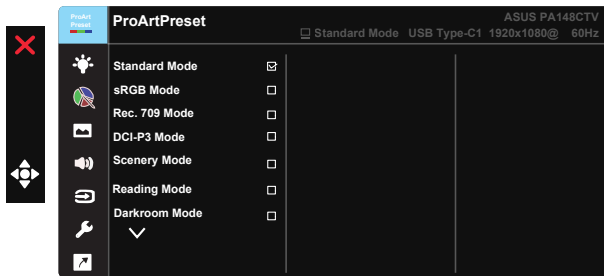 ProArt
Preset
ProArtPreset
ASUS PA148CTV
Standard Mode USB Type-C1 1920x1080@ 60Hz
Standard Mode
sRGB Mode
Rec. 709 Mode
DCI-P3 Mode
Scenery Mode
Reading Mode
Darkroom Mode